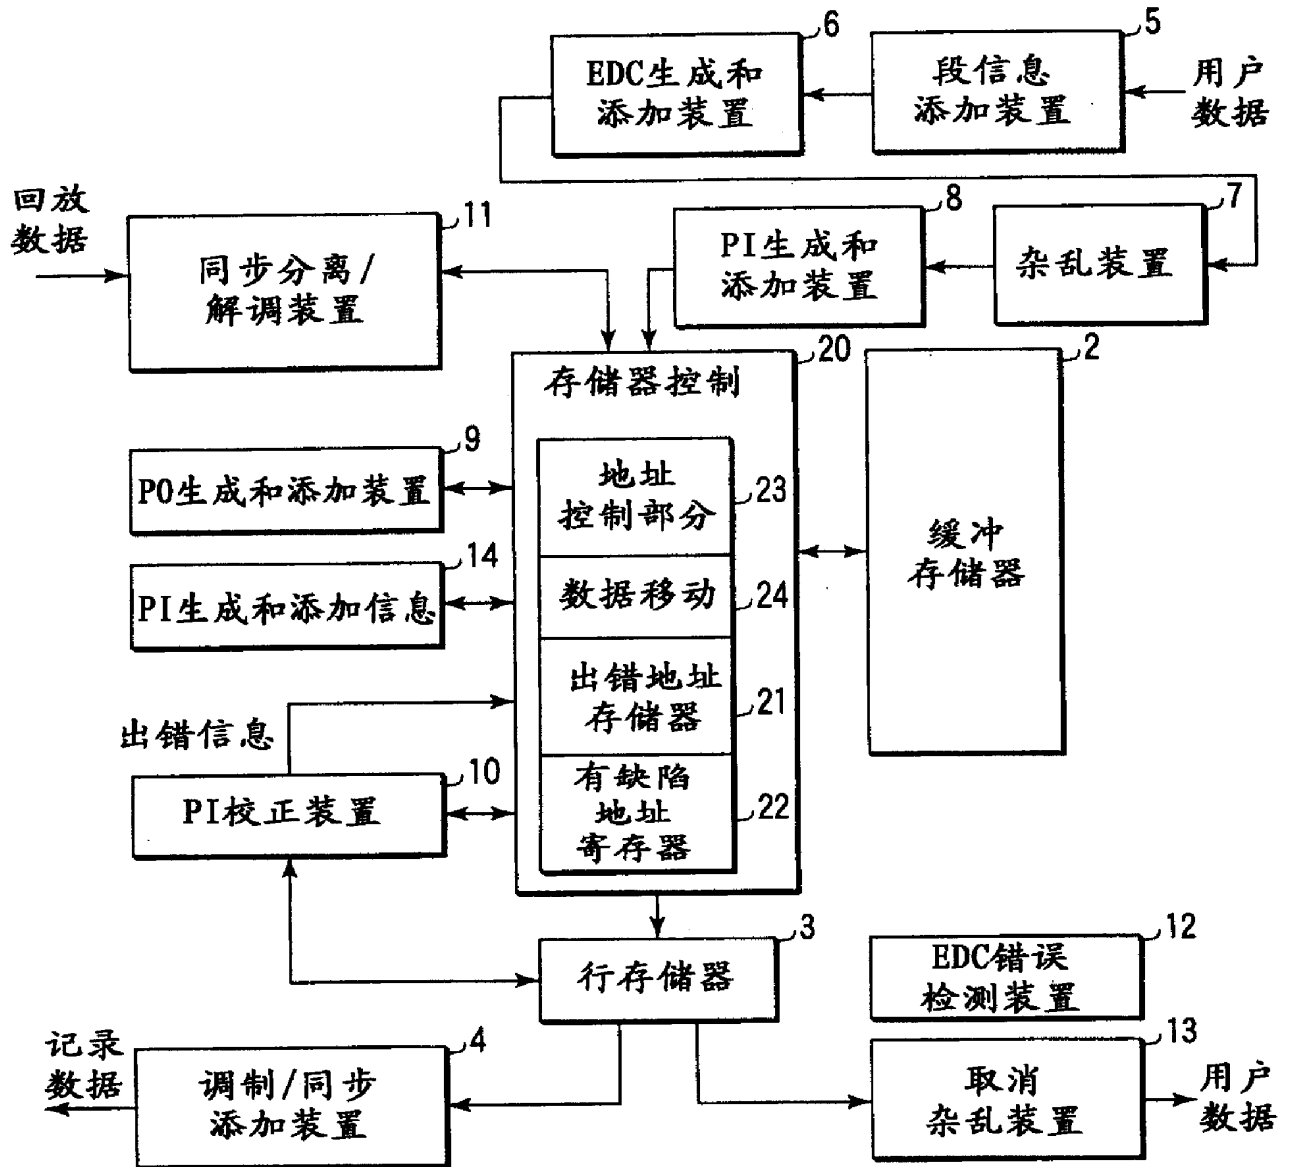 6
5
EDC生成和
添加装置
段信息
添加装置
用户
数据
回放
数据
11
同步分离/
解调装置
8
PI生成和
添加装置
7
杂乱装置
20
存储器控制
2
缓冲
存储器
9
PO生成和添加装置
地址
控制部分
23
14
PI生成和添加信息
数据移动
24
出错地址
存储器
21
出错信息
10
PI校正装置
有缺陷
地址
寄存器
22
3
行存储器
12
EDC错误
检测装置
记录
数据
4
调制/同步
添加装置
13
取消
杂乱装置
用户
数据